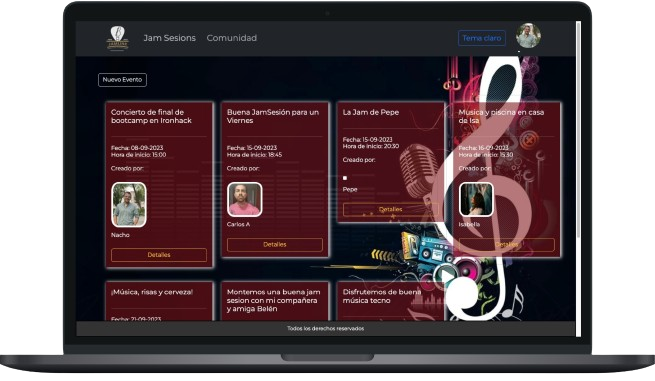 Jam Sesions
Comunidad
Tema claro
Nuevo Evento
Concierto de final de
bootcamp en Ironhack
Fecha: 08-09-2023
Hora de inicio: 15:00
Creado por:
Nacho
Detalles
Buena JamSesión para un
Viernes
Fecha: 15-09-2023
Hora de inicio: 18:45
Creado por:
Carlos A
Detalles
La Jam de Pepe
Fecha: 15-09-2023
Hora de inicio: 20:30
Creado por:
Pepe
Detalles
Música y piscina en casa
de Isa
Fecha: 16-09-2023
Hora de inicio: 15:30
Creado por:
Isabella
Detalles
¡Música, risas y cerveza!
Fecha: 21-09-2023
Montemos una buena jam
sesion con mi compañera
y amiga Belén
Disfrutemos de buena
música tecno
Todos los derechos reservados